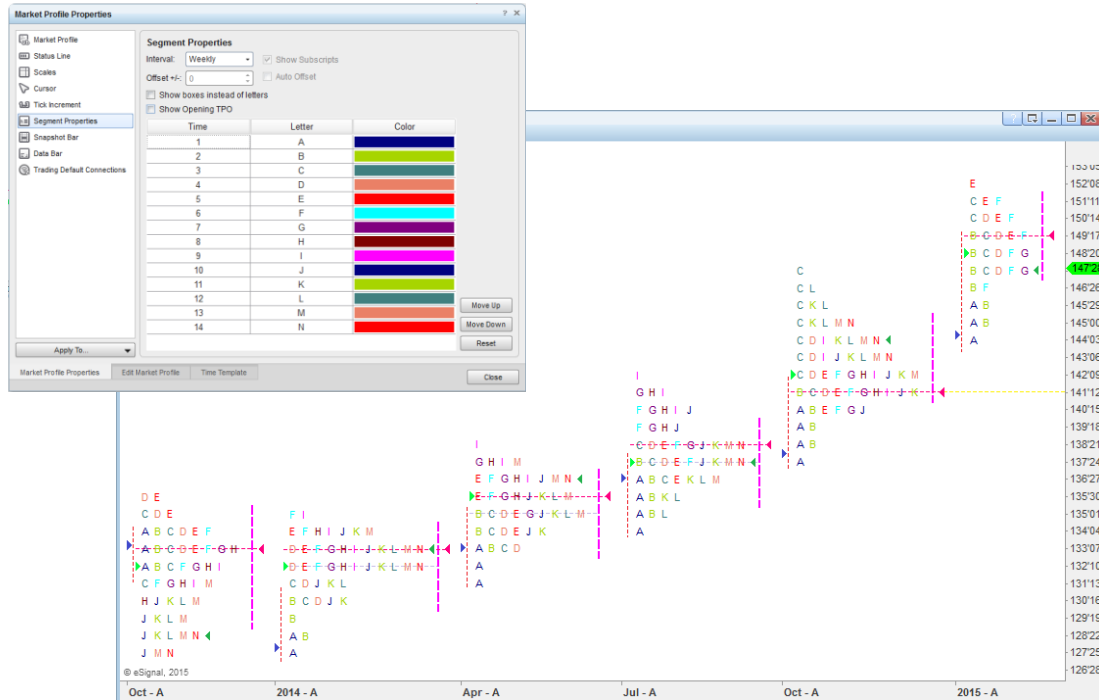 Market Profile Properties
? ×
Market Profile
Status Line
Scales
Cursor
Tick Increment
Segment Properties
Snapshot Bar
Data Bar
Trading Default Connections
Apply To...
Segment Properties
Interval: Weekly
Show Subscripts
Offset +/-: 0
Auto Offset
Show boxes instead of letters
Show Opening TPO
Time Letter Color
1 A
2 B
3 C
4 D
5 E
6 F
7 G
8 H
9 I
10 J
11 K
12 L
13 M
14 N
Move Up
Move Down
Reset
Market Profile Properties
Edit Market Profile
Time Template
Close
D E
C D E
A B C D E F
A B C D E F G H
A B C F G H I
C F G H I M
H J K L M
J K L M
J K L M N
J M N
F I
E F H I J K M
D E F G H I J K L M N
D E F G H I J K L M N
C D J K L
B C D J K
B
A B
A
I
G H I M
E F G H I J M N
E F G H J K L M
B C D E G J K L M
B C D E J K
A B C D
A
A
I
G H I
F G H I J
F G H J
C D E F G J K M N
B C D E F J K M N
A B C E K L M
A B K L
A B L
A
C
C L
C K L
C K L M N
C D I K L M N
C D I J K L M N
C D E F G H I J K M
B C D E F G H I J K
A B E F G J
A B
A B
A
E
C E F
C D E F
B C D E F
B C D F G
B C D F G
B F
A B
A B
A
152'08
151'11
150'14
149'17
148'20
147'28
146'26
145'29
145'00
144'03
143'06
142'09
141'12
140'15
139'18
138'21
137'24
136'27
135'30
135'01
134'04
133'07
132'10
131'13
130'16
129'19
128'22
127'25
126'28
© eSignal, 2015
Oct - A
2014 - A
Apr - A
Jul - A
Oct - A
2015 - A